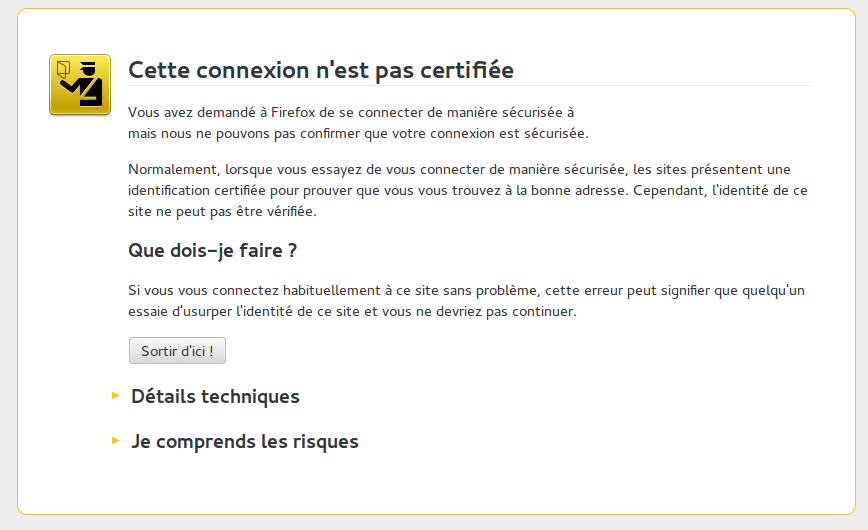 Cette connexion n'est pas certifiée
Vous avez demandé à Firefox de se connecter de manière sécurisée à
mais nous ne pouvons pas confirmer que votre connexion est sécurisée.
Normalement, lorsque vous essayez de vous connecter de manière sécurisée, les sites présentent une
identification certifiée pour prouver que vous vous trouvez à la bonne adresse. Cependant, l'identité de ce
site ne peut pas être vérifiée.
Que dois-je faire ?
Si vous vous connectez habituellement à ce site sans problème, cette erreur peut signifier que quelqu'un
essaie d'usurper l'identité de ce site et vous ne devriez pas continuer.
Sortir d'ici !
Détails techniques
Je comprends les risques